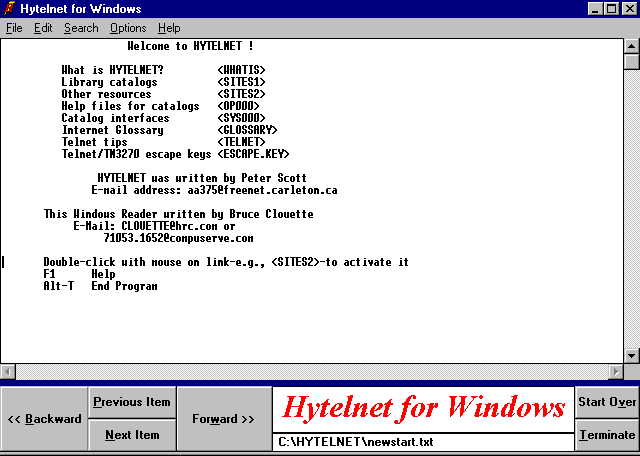 Hytelnet for Windows
File Edit Search Options Help
Welcome to HYTELNET !
What is HYTELNET? <WHATIS>
Library catalogs <SITES1>
Other resources <SITES2>
Help files for catalogs <OP000>
Catalog interfaces <SYS000>
Internet Glossary <GLOSSARY>
Telnet tips <TELNET>
Telnet/TN3270 escape keys <ESCAPE.KEY>
HYTELNET was written by Peter Scott
E-mail address: aa375@freenet.carleton.ca
This Windows Reader written by Bruce Clouette
E-Mail: CLOUETTE@hrc.com or
71053.1652@compuserve.com
Double-click with mouse on link-e.g., <SITES2>-to activate it
F1 Help
Alt-T End Program
<< Backward
Previous Item
Next Item
Forward >>
Hytelnet for Windows
C:\HYTELNET\newstart.txt
Start Over
Terminate